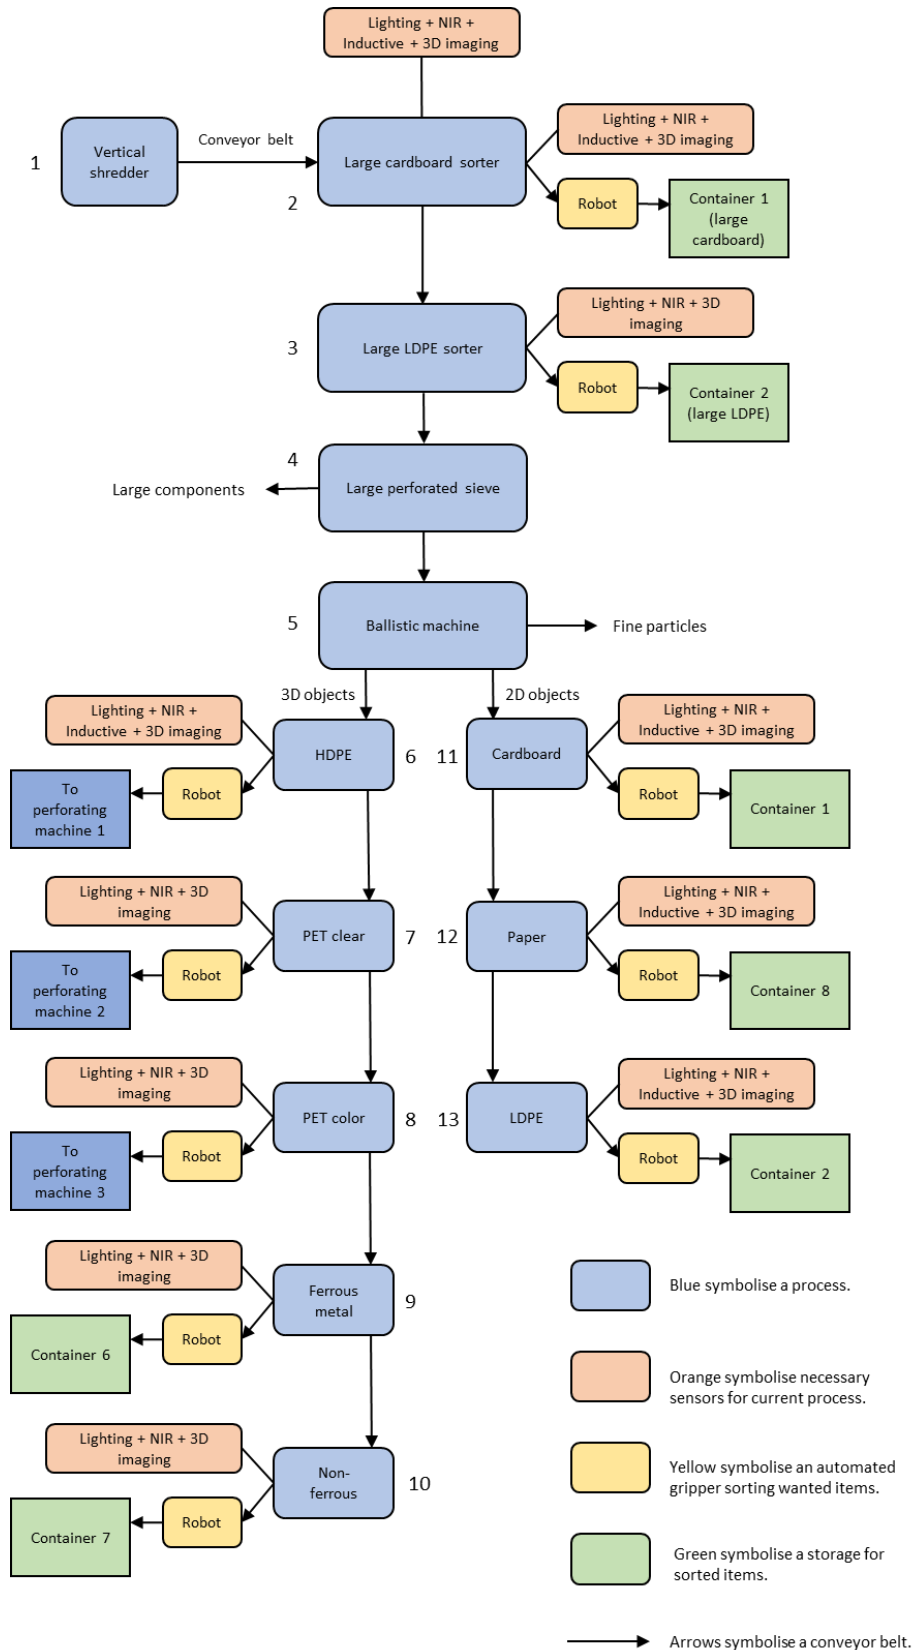 Lighting + NIR +
Inductive + 3D imaging
1
Vertical
shredder
Conveyor belt
Large cardboard sorter
2
Lighting + NIR +
Inductive + 3D imaging
Robot
Container 1
(large
cardboard)
3
Large LDPE sorter
Lighting + NIR + 3D
imaging
Robot
Container 2
(large LDPE)
4
Large perforated sieve
Large components
5
Ballistic machine
Fine particles
3D objects
2D objects
Lighting + NIR +
Inductive + 3D imaging
HDPE
6
Robot
To
perforating
machine 1
11
Cardboard
Lighting + NIR +
Inductive + 3D imaging
Robot
Container 1
Lighting + NIR + 3D
imaging
PET clear
7
Robot
To
perforating
machine 2
12
Paper
Lighting + NIR +
Inductive + 3D imaging
Robot
Container 8
Lighting + NIR + 3D
imaging
PET color
8
Robot
To
perforating
machine 3
13
LDPE
Lighting + NIR +
Inductive + 3D imaging
Robot
Container 2
Lighting + NIR + 3D
imaging
Ferrous
metal
9
Robot
Container 6
Lighting + NIR + 3D
imaging
Non-
ferrous
10
Robot
Container 7
Blue symbolise a process.
Orange symbolise necessary
sensors for current process.
Yellow symbolise an automated
gripper sorting wanted items.
Green symbolise a storage for
sorted items.
Arrows symbolise a conveyor belt.